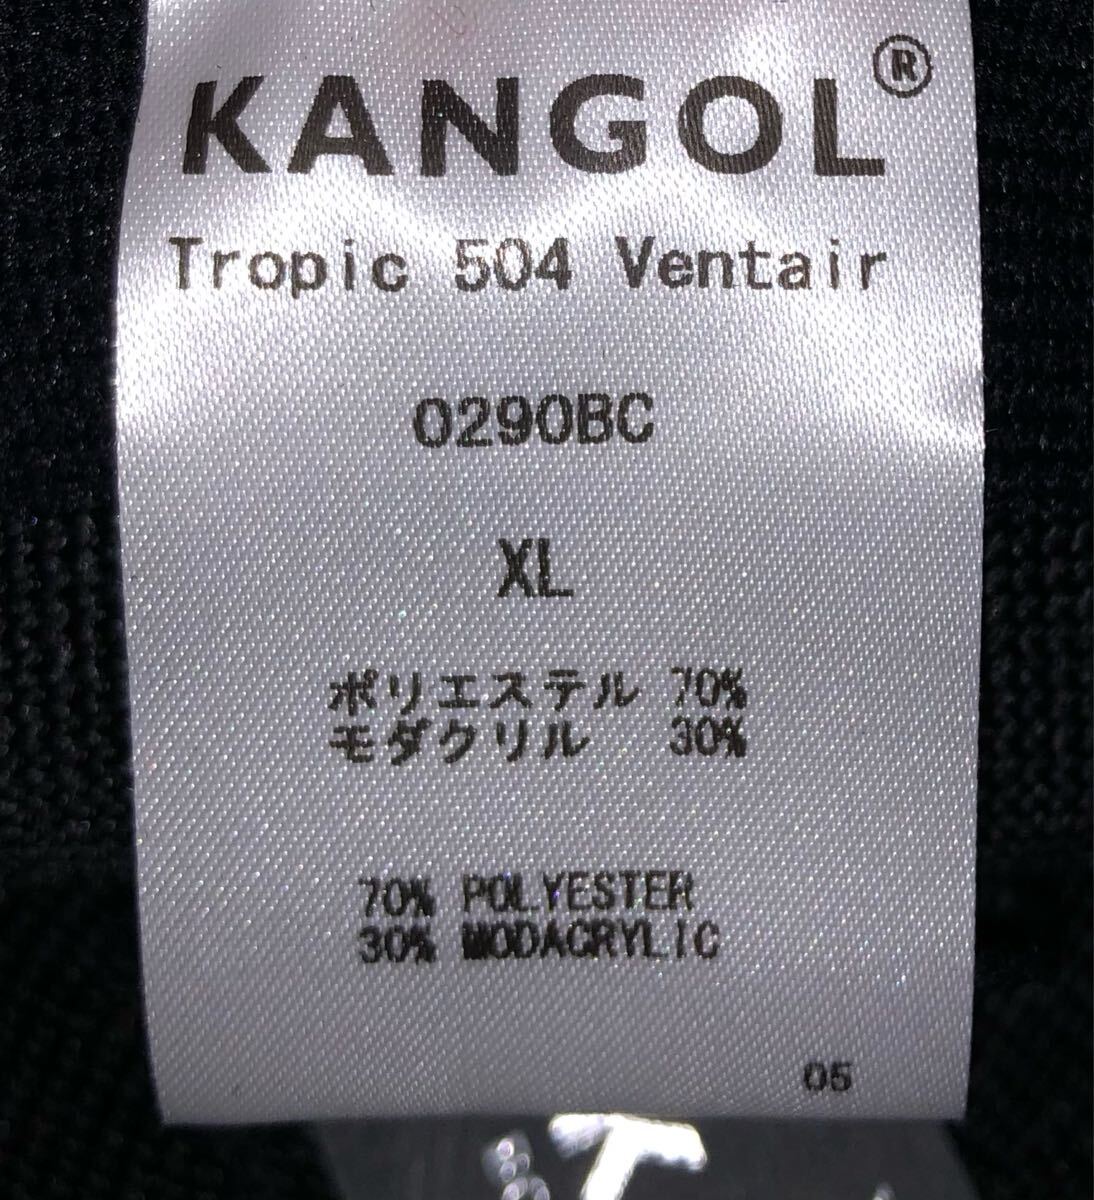 KANGOL®
Tropic 504 Ventair
0290BC
XL
ポリエステル 70%
モダクリル 30%
70% POLYESTER
30% MODACRYLIC
05